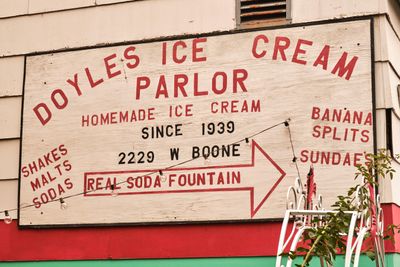 DOYLES ICE CREAM
PARLOR
HOMEMADE ICE CREAM
SINCE 1939
2229 W BOONE
REAL SODA FOUNTAIN
SHAKES
MALTS
SODAS
BANANA
SPLITS
SUNDAES